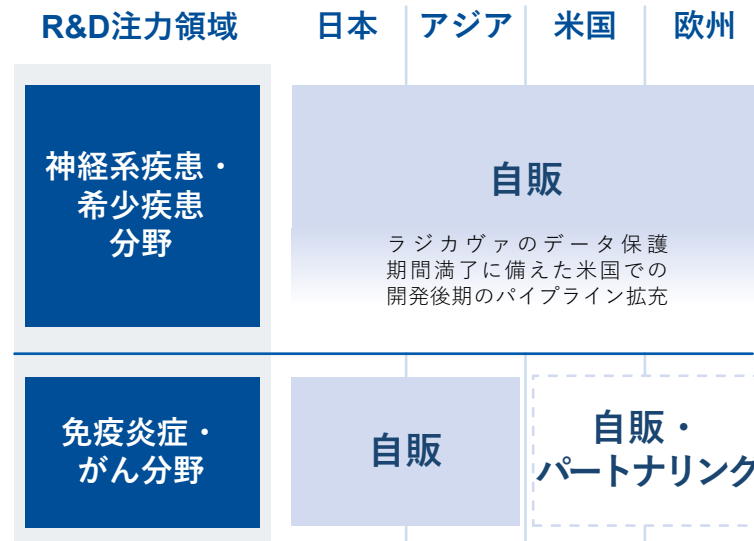 R&D注力領域 日本 アジア 米国 欧州
神経系疾患・
希少疾患
分野
自販
ラジカヴァのデータ保護
期間満了に備えた米国での
開発後期のパイプライン拡充
免疫炎症・
がん分野
自販
自販・
パートナリング